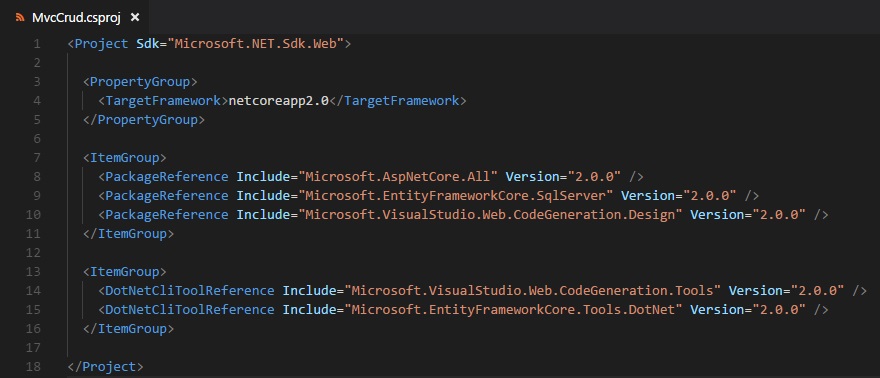 MvcCrud.csproj ×
1 <Project Sdk="Microsoft.NET.Sdk.Web">
2
3 <PropertyGroup>
4 <TargetFramework>netcoreapp2.0</TargetFramework>
5 </PropertyGroup>
6
7 <ItemGroup>
8 <PackageReference Include="Microsoft.AspNetCore.All" Version="2.0.0" />
9 <PackageReference Include="Microsoft.EntityFrameworkCore.SqlServer" Version="2.0.0" />
10 <PackageReference Include="Microsoft.VisualStudio.Web.CodeGeneration.Design" Version="2.0.0" />
11 </ItemGroup>
12
13 <ItemGroup>
14 <DotNetCliToolReference Include="Microsoft.VisualStudio.Web.CodeGeneration.Tools" Version="2.0.0" />
15 <DotNetCliToolReference Include="Microsoft.EntityFrameworkCore.Tools.DotNet" Version="2.0.0" />
16 </ItemGroup>
17
18 </Project>